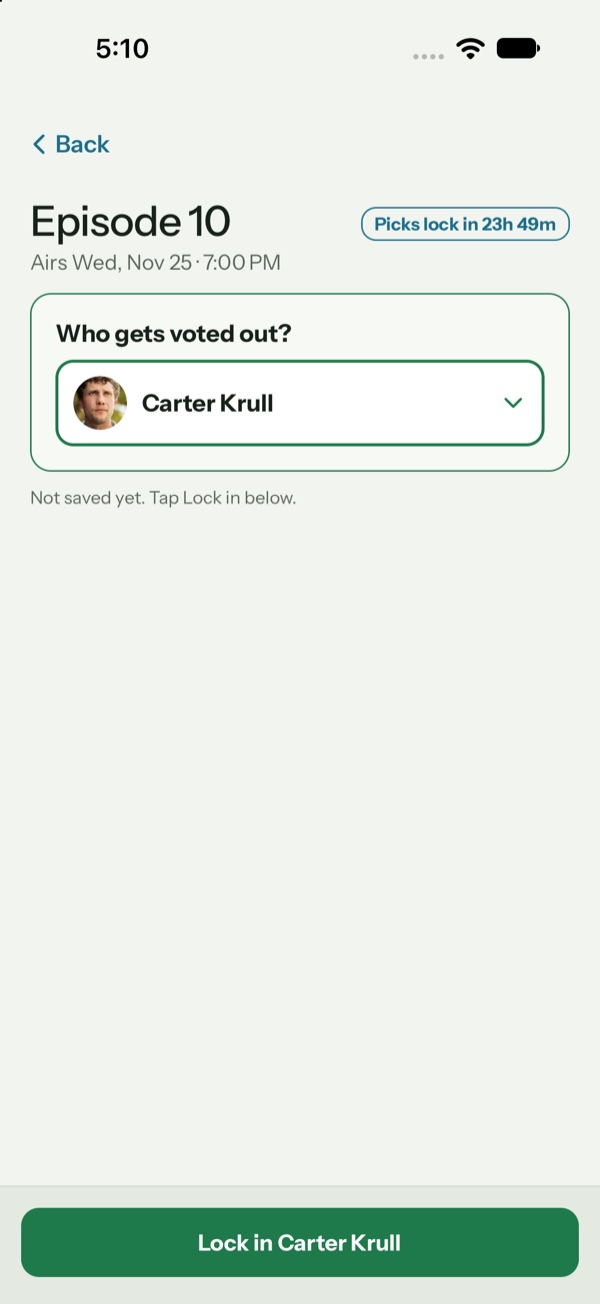 5:10
Back
Episode 10
Picks lock in 23h 49m
Airs Wed, Nov 25 · 7:00 PM
Who gets voted out?
Carter Krull
Not saved yet. Tap Lock in below.
Lock in Carter Krull